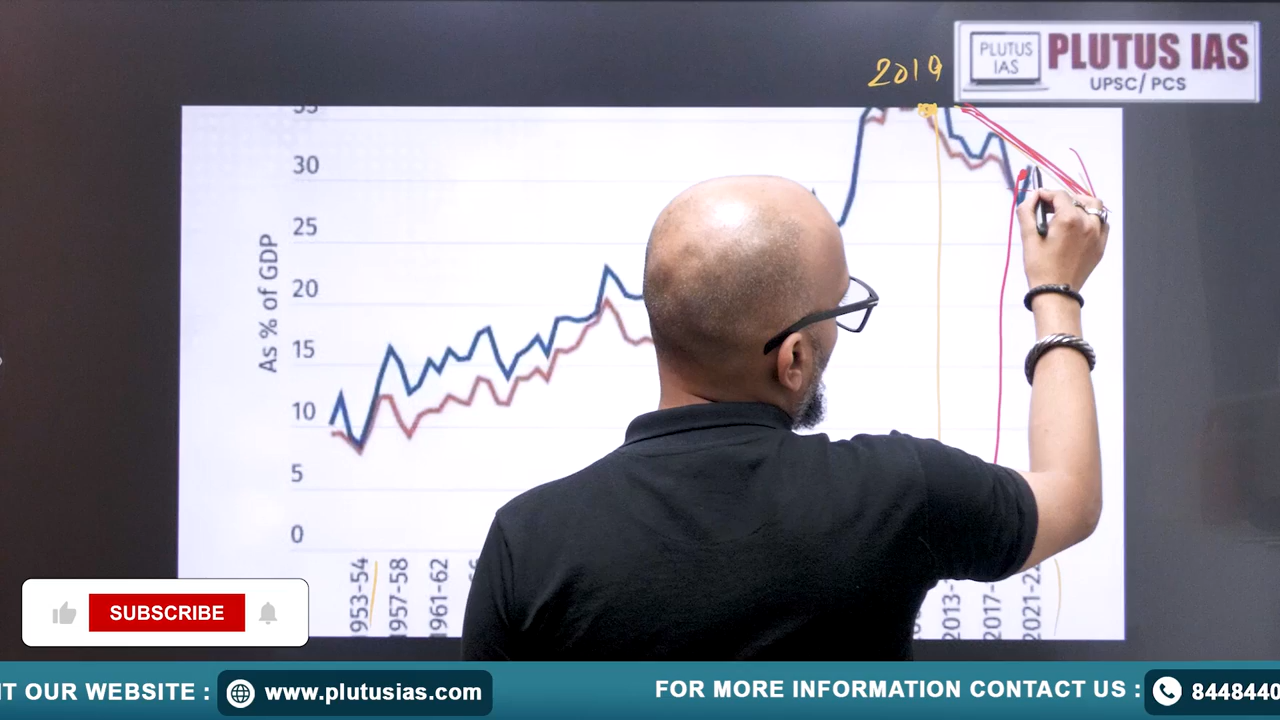 2019
PLUTUS
IAS
PLUTUS IAS
UPSC/ PCS
35
30
25
20
15
10
5
0
As % of GDP
1953-54
1957-58
1961-62
2013-
2017-
2021-2
SUBSCRIBE
IT OUR WEBSITE :
www.plutusias.com
FOR MORE INFORMATION CONTACT US :
8448440